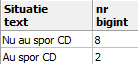 Situatie nr
text bigint
Nu au spor CD 8
Au spor CD 2